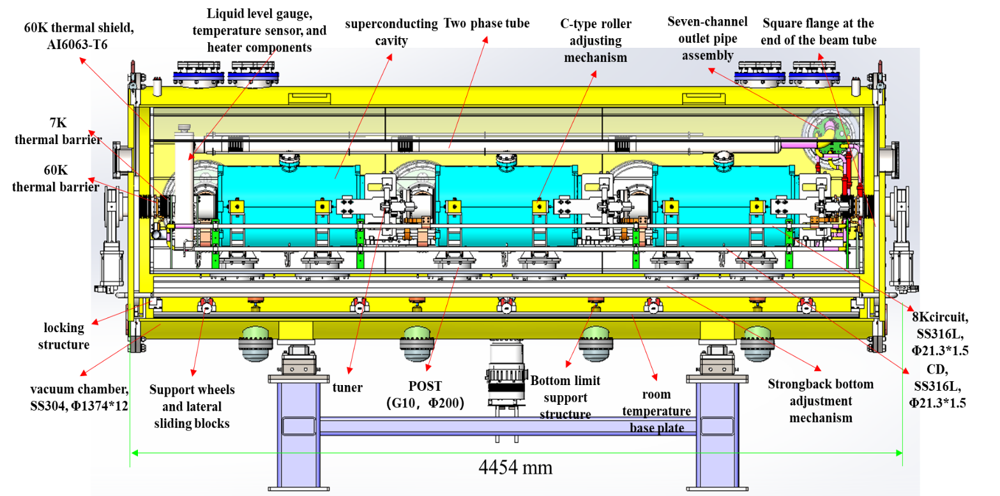 60K thermal shield,
AI6063-T6
Liquid level gauge,
temperature sensor, and
heater components
superconducting
cavity
Two phase tube
C-type roller
adjusting
mechanism
Seven-channel
outlet pipe
assembly
Square flange at the
end of the beam tube
7K
thermal barrier
60K
thermal barrier
locking
structure
vacuum chamber,
SS304, Φ1374*12
Support wheels
and lateral
sliding blocks
tuner
POST
(G10, Φ200)
Bottom limit
support
structure
room
temperature
base plate
Strongback bottom
adjustment
mechanism
8Kcircuit,
SS316L,
Φ21.3*1.5
CD,
SS316L,
Φ21.3*1.5
4454 mm